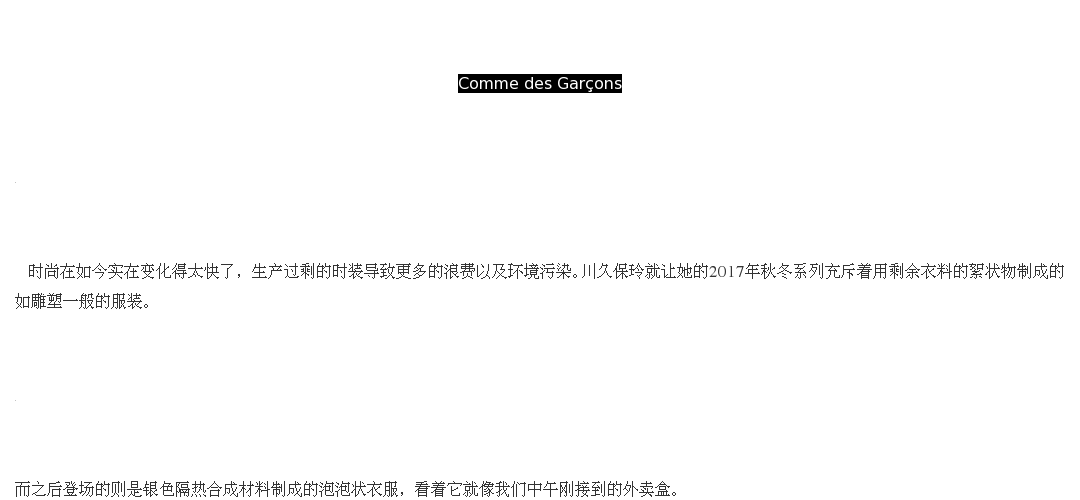 Comme des Garçons
时尚在如今实在变化得太快了，生产过剩的时装导致更多的浪费以及环境污染。川久保玲就让她的2017年秋冬系列充斥着用剩余衣料的絮状物制成的
如雕塑一般的服装。
而之后登场的则是银色隔热合成材料制成的泡泡状衣服，看着它就像我们中午刚接到的外卖盒。